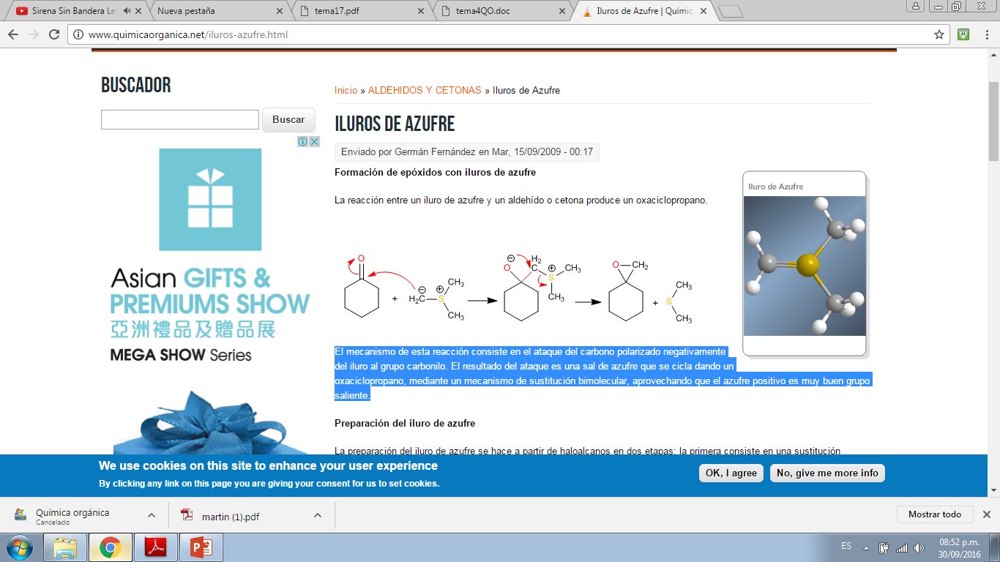 Sirena Sin Bandera Le
Nueva pestaña
tema17.pdf
tema4QO.doc
Iluros de Azufre | Químic
www.quimicaorganica.net/iluros-azufre.html
BUSCADOR
Buscar
Asian GIFTS &
PREMIUMS SHOW
亞洲禮品及贈品展
MEGA SHOW Series
Inicio » ALDEHIDOS Y CETONAS » Iluros de Azufre
ILUROS DE AZUFRE
Enviado por Germán Fernández en Mar, 15/09/2009 - 00:17
Formación de epóxidos con iluros de azufre
La reacción entre un iluro de azufre y un aldehído o cetona produce un oxaciclopropano.
Iluro de Azufre
O
+
H₂C
⊖
⊕
S
CH₃
CH₃
⊖
O
H₂
C
⊕
S
CH₃
CH₃
O
CH₂
+
S
CH₃
CH₃
El mecanismo de esta reacción consiste en el ataque del carbono polarizado negativamente
del iluro al grupo carbonilo. El resultado del ataque es una sal de azufre que se cicla dando un
oxaciclopropano, mediante un mecanismo de sustitución bimolecular, aprovechando que el azufre positivo es muy buen grupo
saliente.
Preparación del iluro de azufre
La preparación del iluro de azufre se hace a partir de haloalcanos en dos etapas: la primera consiste en una sustitución
We use cookies on this site to enhance your user experience
By clicking any link on this page you are giving your consent for us to set cookies.
OK, I agree
No, give me more info
Química orgánica
Cancelado
martin (1).pdf
Mostrar todo
ES
08:52 p.m.
30/09/2016